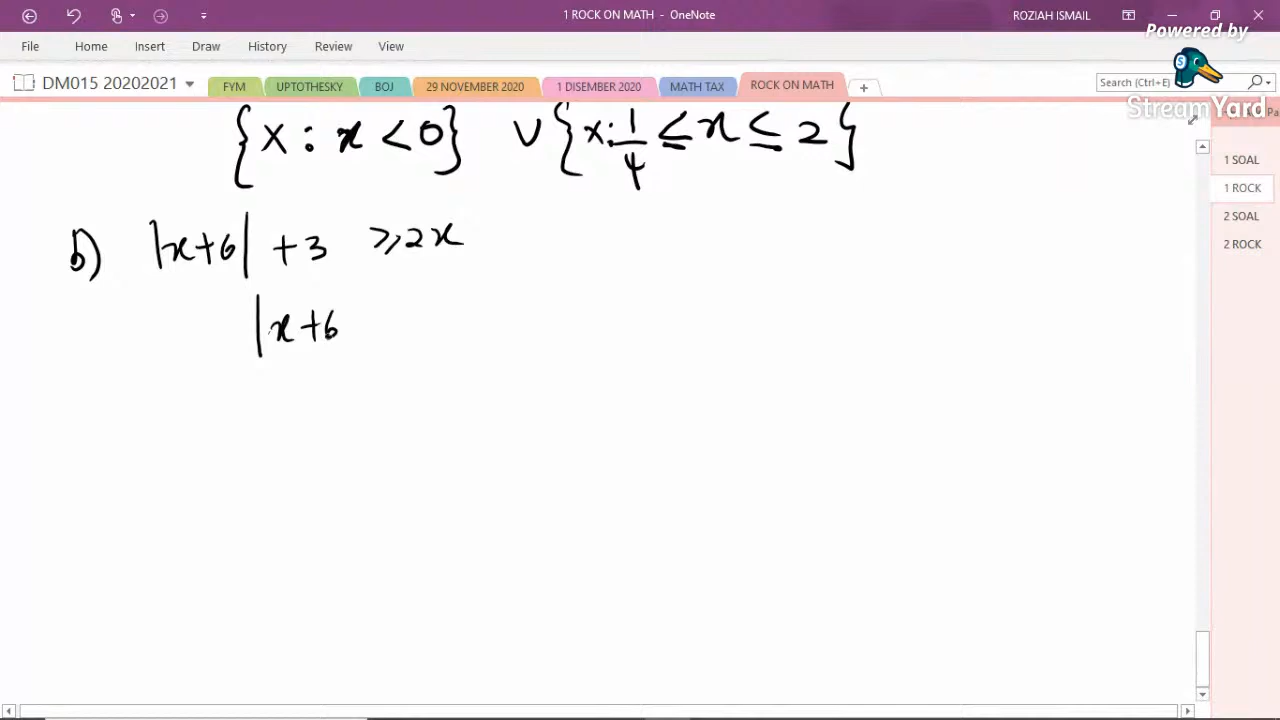 1 ROCK ON MATH - OneNote
ROZIAH ISMAIL
Powered by
File Home Insert Draw History Review View
StreamYard
DM015 20202021
FYM UPTOTHESKY BOJ 29 NOVEMBER 2020 1 DISEMBER 2020 MATH TAX ROCK ON MATH +
Search (Ctrl+E)
{x : x < 0} ∪ {x: 1/4 ≤ x ≤ 2}
b) |x+6| + 3 ≥ 2x
|x+6
1 SOAL
1 ROCK
2 SOAL
2 ROCK